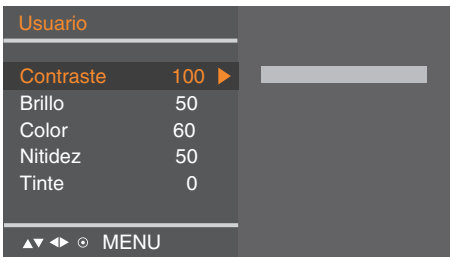 Usuario
Contraste 100
Brillo 50
Color 60
Nitidez 50
Tinte 0
MENU